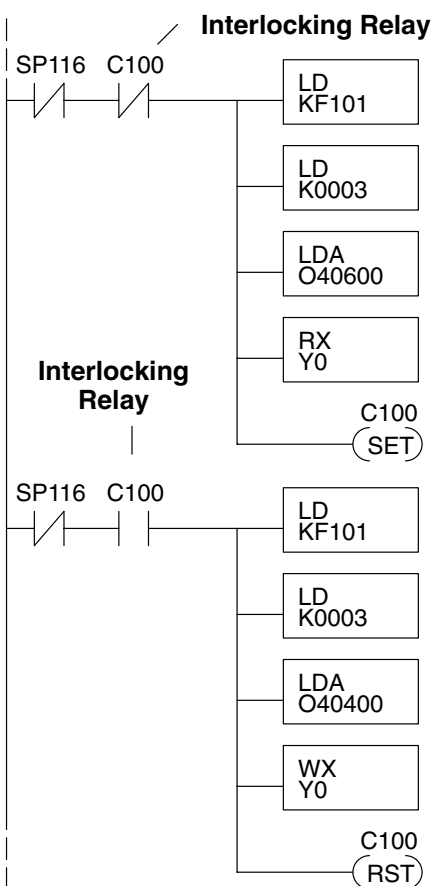 Interlocking Relay
SP116 C100
LD
KF101
LD
K0003
LDA
O40600
RX
Y0
C100
SET
Interlocking
Relay
SP116 C100
LD
KF101
LD
K0003
LDA
O40400
WX
Y0
C100
RST